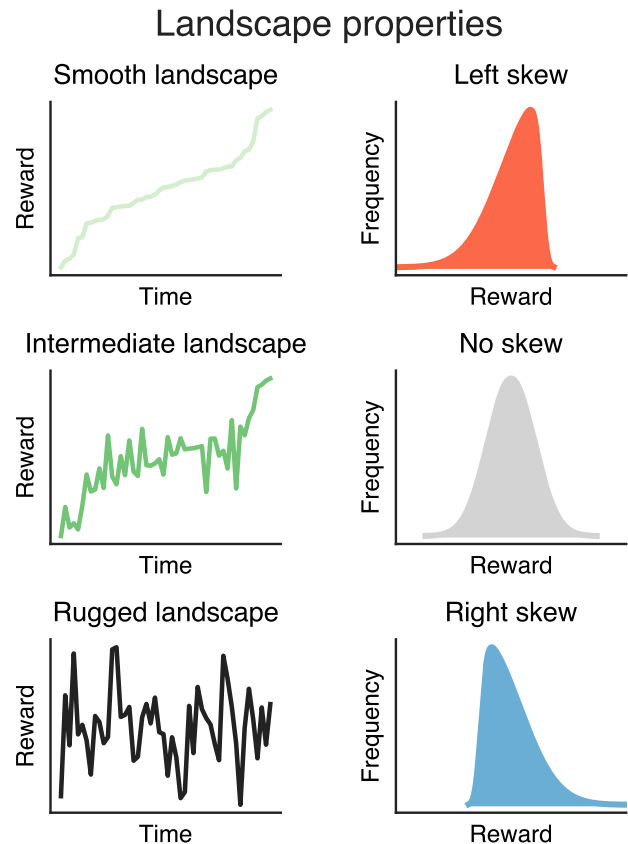 Landscape properties
Smooth landscape
Left skew
Reward
Frequency
Time
Reward
Intermediate landscape
No skew
Reward
Frequency
Time
Reward
Rugged landscape
Right skew
Reward
Frequency
Time
Reward